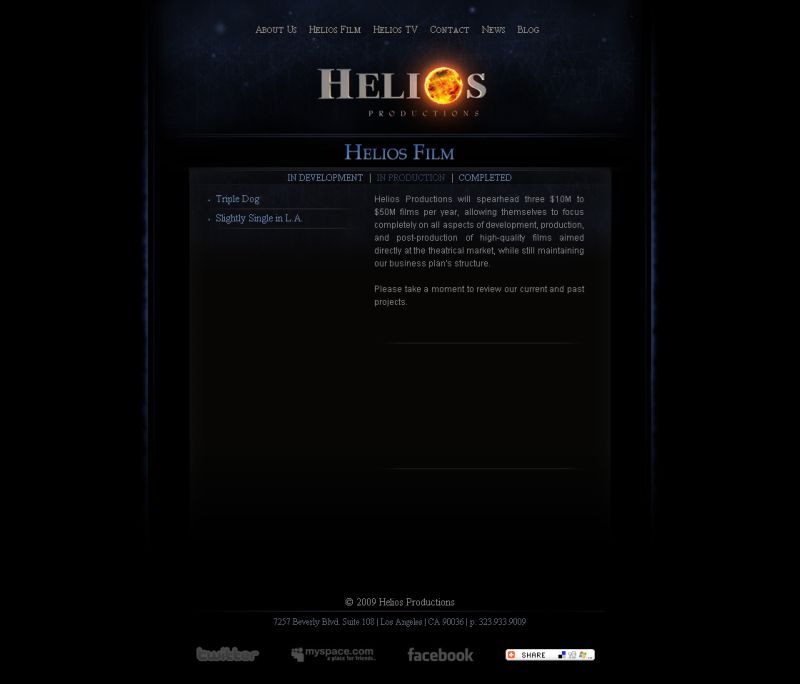 About Us Helios Film Helios TV Contact News Blog
HELIOS
PRODUCTIONS
Helios Film
IN DEVELOPMENT | IN PRODUCTION | COMPLETED
Triple Dog
Slightly Single in L.A.
Helios Productions will spearhead three $10M to
$50M films per year, allowing themselves to focus
completely on all aspects of development, production,
and post-production of high-quality films aimed
directly at the theatrical market, while still maintaining
our business plan's structure.
Please take a moment to review our current and past
projects.
© 2009 Helios Productions
7257 Beverly Blvd. Suite 108 | Los Angeles | CA 90036 | p: 323.933.9009
twitter myspace.com facebook SHARE
a place for friends..